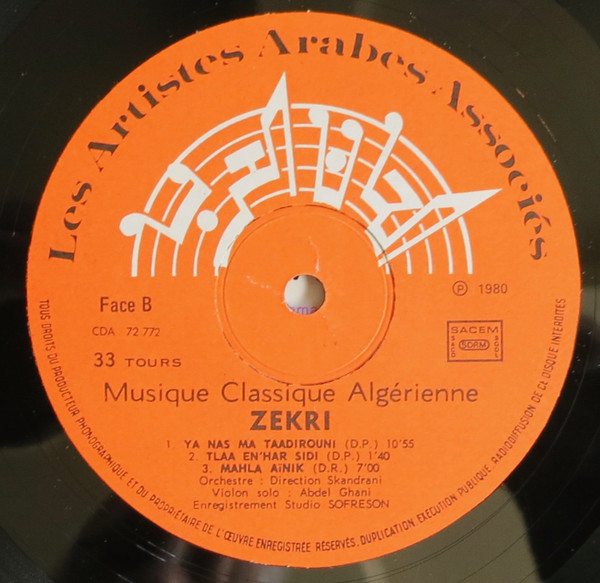 Les Artistes Arabes Associés
Face B
CDA 72 772
33 TOURS
℗ 1980
SACEM
SDRM
Musique Classique Algérienne
ZEKRI
1. YA NAS MA TAADIROUNI (D.P.) 10'55
2. TLAA EN'HAR SIDI (D.P.) 1'40
3. MAHLA AïNIK (D.R.) 7'00
Orchestre : Direction Skandrani
Violon solo : Abdel Ghani
Enregistrement Studio SOFRESON
TOUS DROITS DU PRODUCTEUR PHONOGRAPHIQUE ET DU PROPRIÉTAIRE DE L'ŒUVRE ENREGISTRÉE RÉSERVÉS. DUPLICATION, EXÉCUTION PUBLIQUE, RADIODIFFUSION DE CE DISQUE INTERDITES